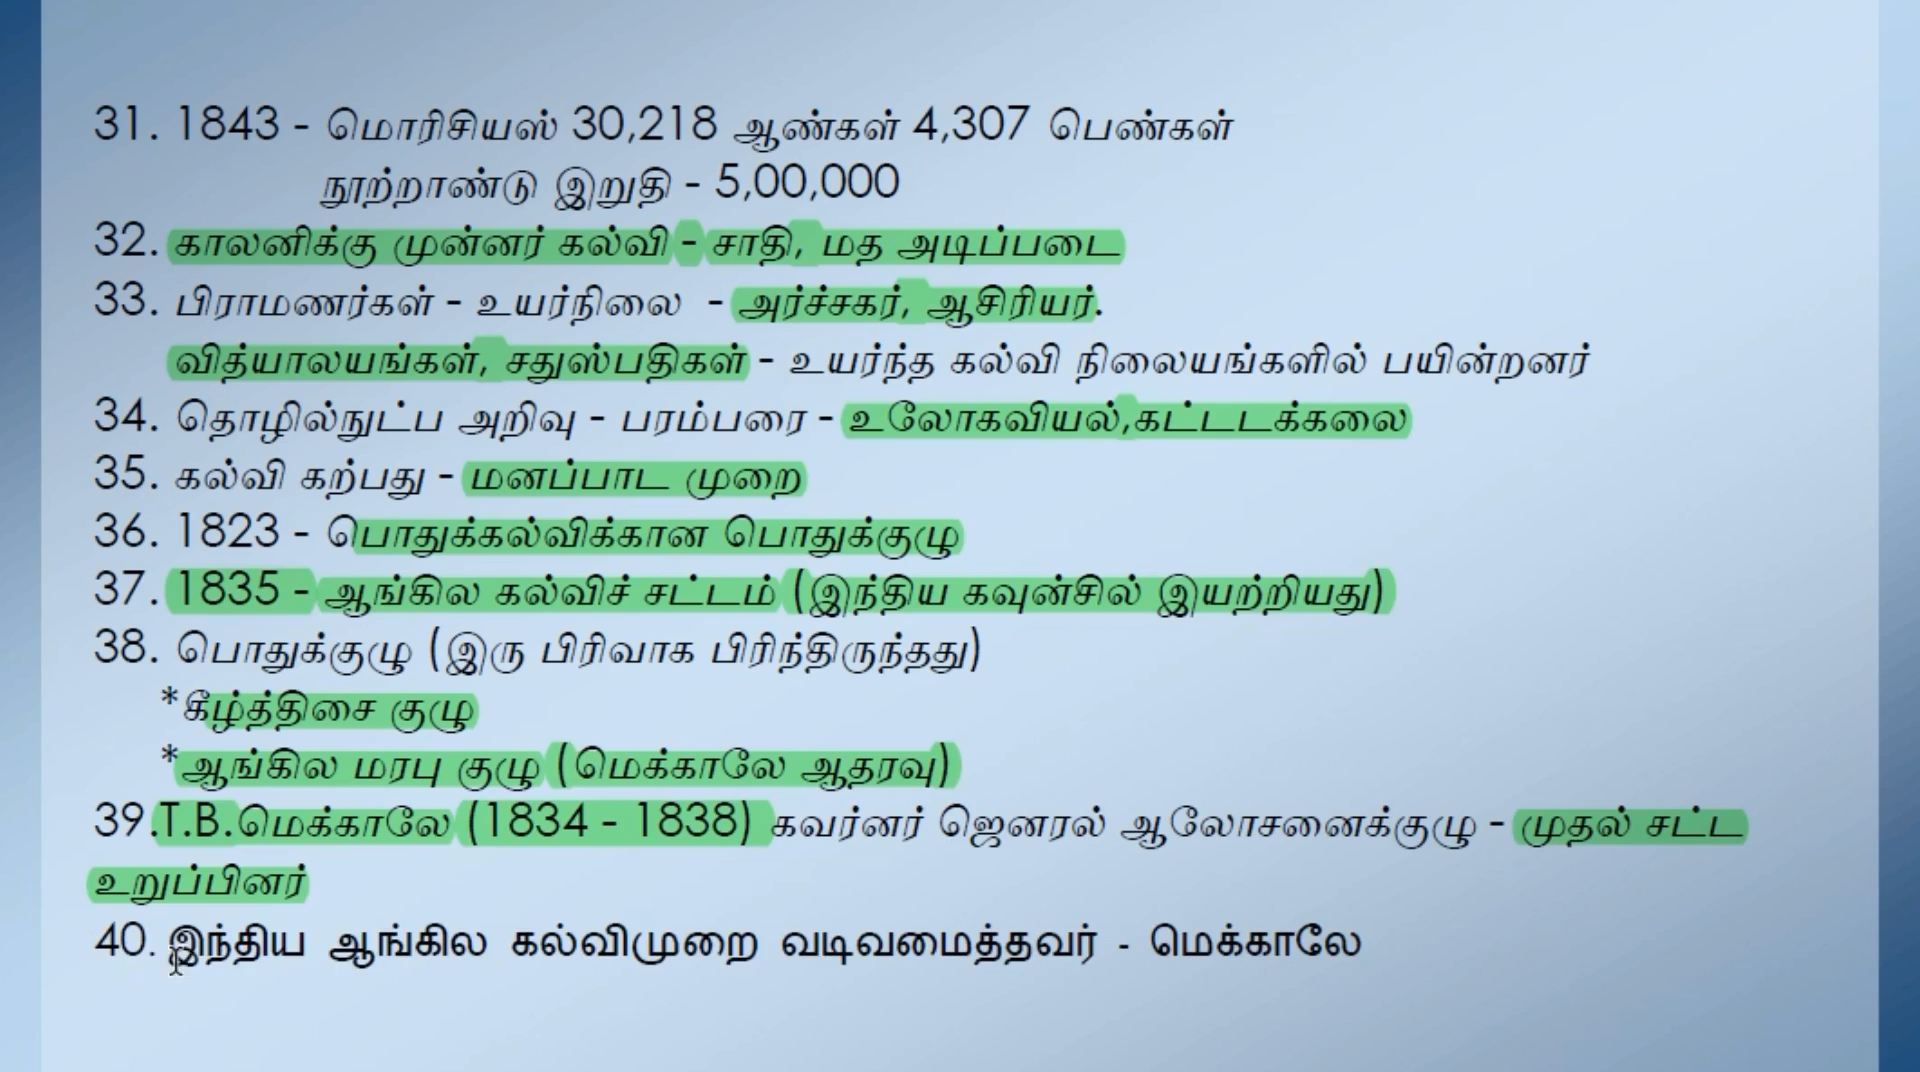 31. 1843 - மொரிசியஸ் 30,218 ஆண்கள் 4,307 பெண்கள்
நூற்றாண்டு இறுதி - 5,00,000
32. காலனிக்கு முன்னர் கல்வி - சாதி, மத அடிப்படை
33. பிராமணர்கள் - உயர்நிலை - அர்ச்சகர், ஆசிரியர்.
வித்யாலயங்கள், சதுஸ்பதிகள் - உயர்ந்த கல்வி நிலையங்களில் பயின்றனர்
34. தொழில்நுட்ப அறிவு - பரம்பரை - உலோகவியல்,கட்டடக்கலை
35. கல்வி கற்பது - மனப்பாட முறை
36. 1823 - பொதுக்கல்விக்கான பொதுக்குழு
37. 1835 - ஆங்கில கல்விச் சட்டம் (இந்திய கவுன்சில் இயற்றியது)
38. பொதுக்குழு (இரு பிரிவாக பிரிந்திருந்தது)
*கீழ்த்திசை குழு
*ஆங்கில மரபு குழு (மெக்காலே ஆதரவு)
39.T.B.மெக்காலே (1834 - 1838) கவர்னர் ஜெனரல் ஆலோசனைக்குழு - முதல் சட்ட
உறுப்பினர்
40. இந்திய ஆங்கில கல்விமுறை வடிவமைத்தவர் - மெக்காலே